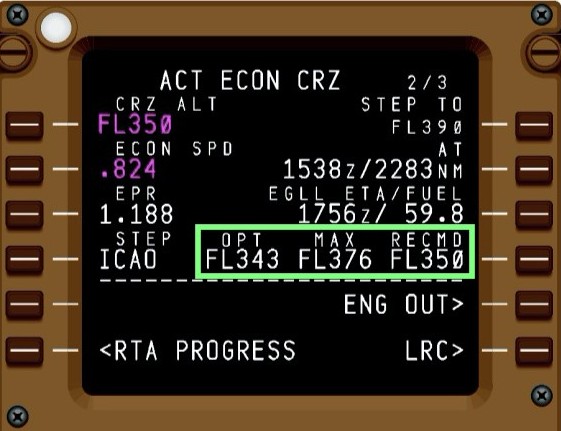 ACT ECON CRZ 2/3
CRZ ALT STEP TO
FL350 FL390
ECON SPD AT
.824 1538z/2283NM
EPR EGLL ETA/FUEL
1.188 1756z/ 59.8
STEP OPT MAX RECMD
ICAO FL343 FL376 FL350
ENG OUT>
<RTA PROGRESS LRC>